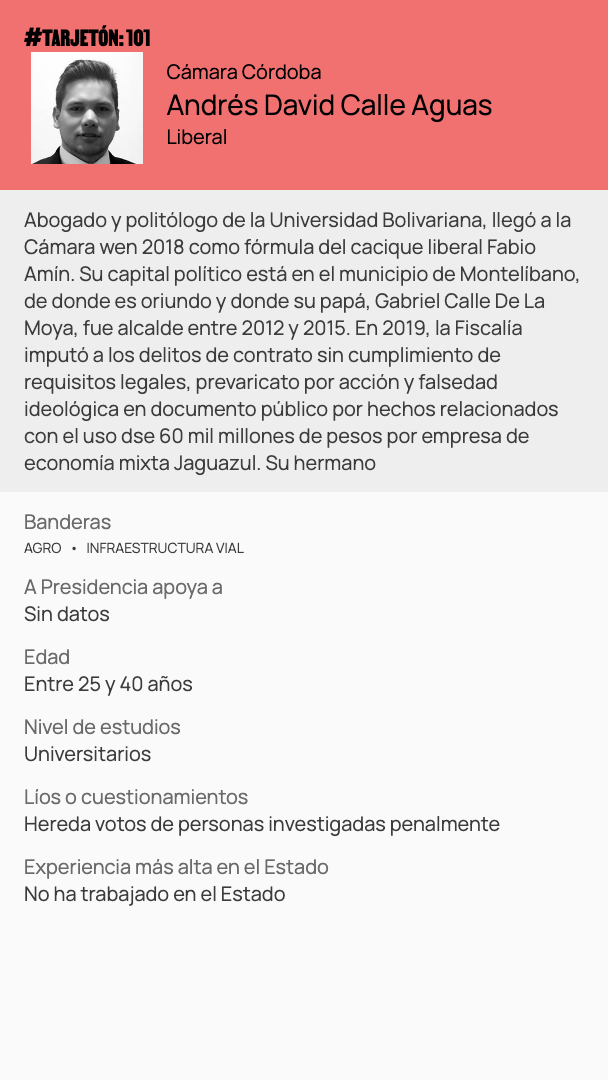 #TARJETÓN: 101
Cámara Córdoba
Andrés David Calle Aguas
Liberal
Abogado y politólogo de la Universidad Bolivariana, llegó a la
Cámara wen 2018 como fórmula del cacique liberal Fabio
Amín. Su capital político está en el municipio de Montelíbano,
de donde es oriundo y donde su papá, Gabriel Calle De La
Moya, fue alcalde entre 2012 y 2015. En 2019, la Fiscalía
imputó a los delitos de contrato sin cumplimiento de
requisitos legales, prevaricato por acción y falsedad
ideológica en documento público por hechos relacionados
con el uso dse 60 mil millones de pesos por empresa de
economía mixta Jaguazul. Su hermano
Banderas
AGRO • INFRAESTRUCTURA VIAL
A Presidencia apoya a
Sin datos
Edad
Entre 25 y 40 años
Nivel de estudios
Universitarios
Líos o cuestionamientos
Hereda votos de personas investigadas penalmente
Experiencia más alta en el Estado
No ha trabajado en el Estado